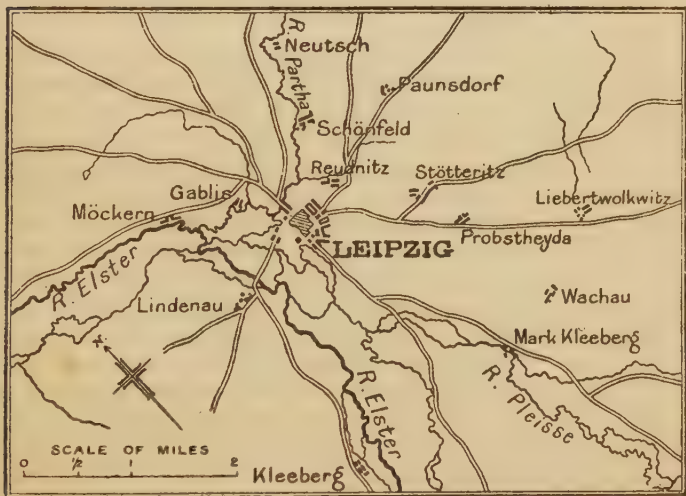 R. Partha
Neutsch
Paunsdorf
Schönfeld
Reudnitz
Stötteritz
Gablis
Liebertwolkwitz
Möckern
Probstheyda
LEIPZIG
R. Elster
Lindenau
Wachau
Mark Kleeberg
R. Elster
R. Pleisse
N.
SCALE OF MILES
0 ½ 1 2
Kleeberg